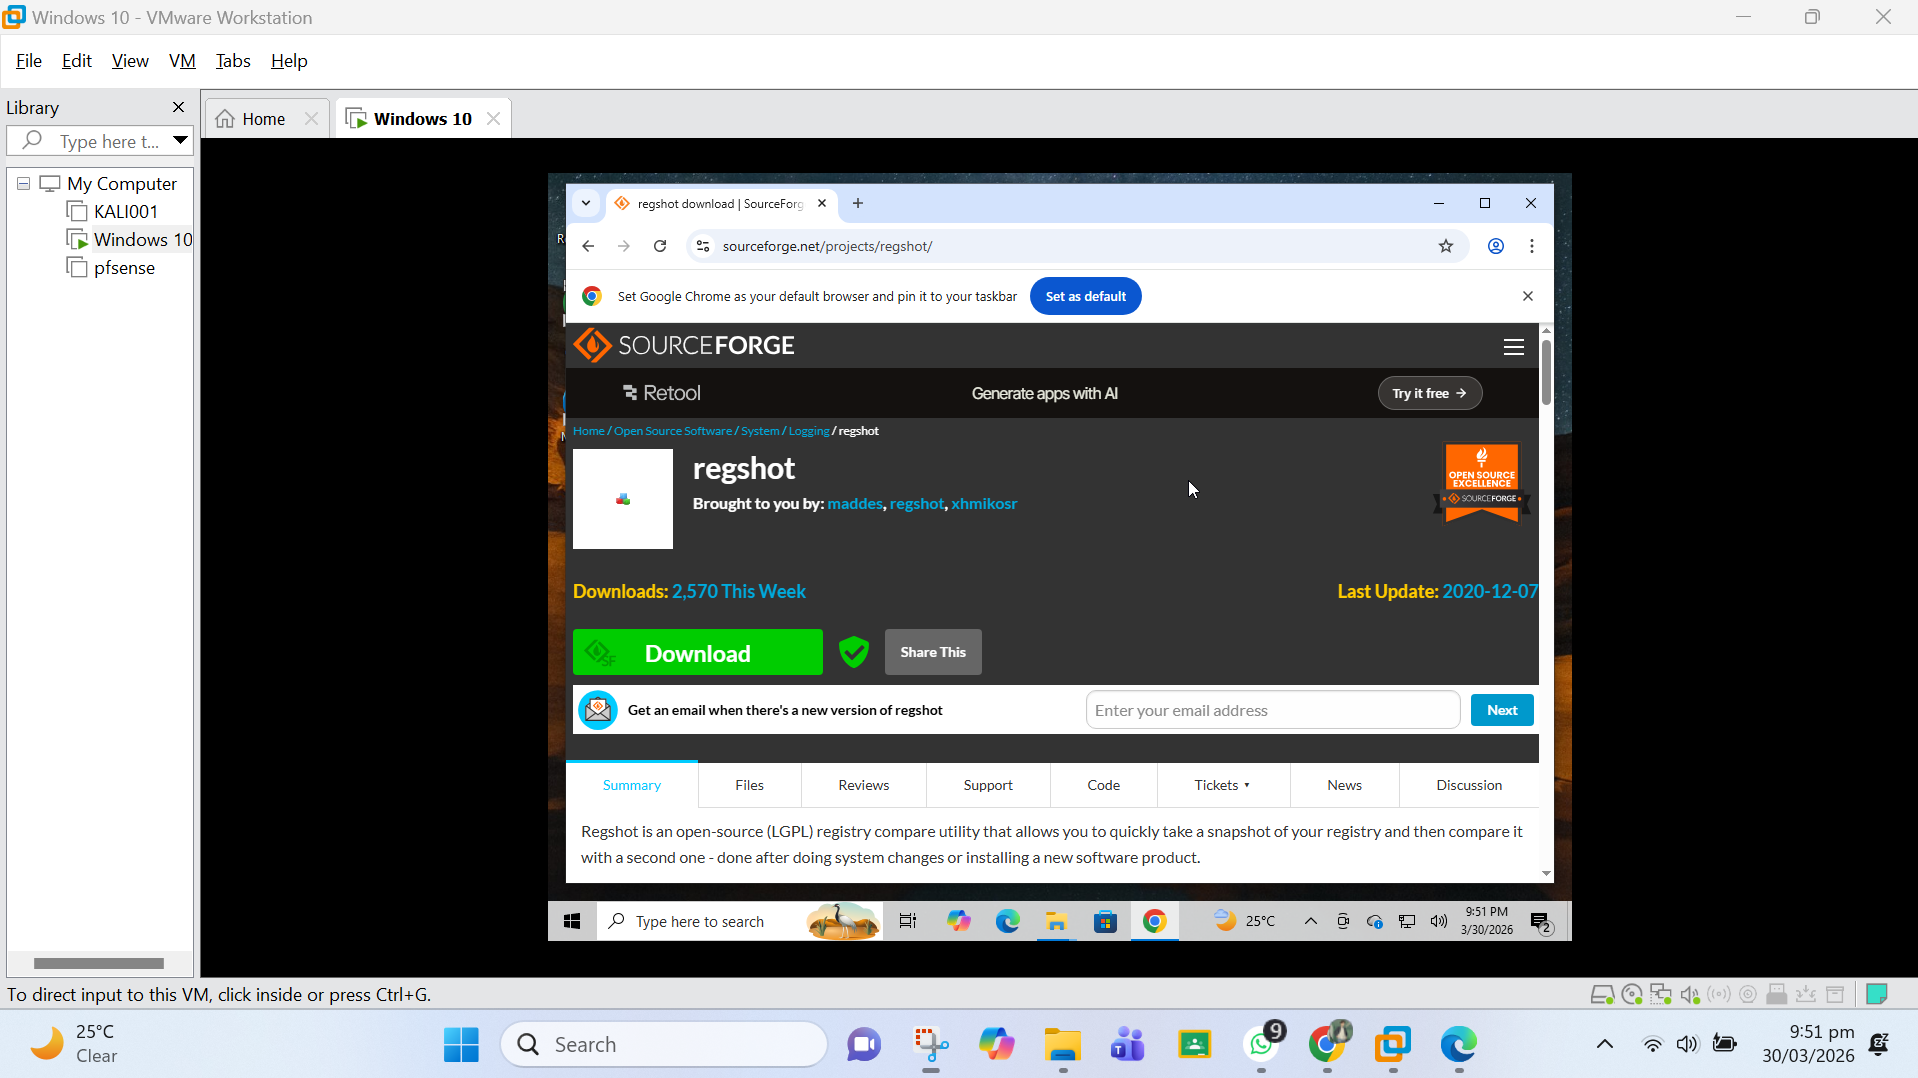 Windows 10 - VMware Workstation
File Edit View VM Tabs Help
Library
Type here t...
My Computer
KALI001
Windows 10
pfsense
Home
Windows 10
regshot download | SourceForg
sourceforge.net/projects/regshot/
Set Google Chrome as your default browser and pin it to your taskbar
Set as default
SOURCEFORGE
Retool
Generate apps with AI
Try it free →
Home / Open Source Software / System / Logging / regshot
regshot
Brought to you by: maddes, regshot, xhmikosr
OPEN SOURCE
EXCELLENCE
SOURCEFORGE
Downloads: 2,570 This Week
Last Update: 2020-12-07
SF
Download
Share This
Get an email when there's a new version of regshot
Enter your email address
Next
Summary
Files
Reviews
Support
Code
Tickets ▾
News
Discussion
Regshot is an open-source (LGPL) registry compare utility that allows you to quickly take a snapshot of your registry and then compare it
with a second one - done after doing system changes or installing a new software product.
Type here to search
25°C
9:51 PM
3/30/2026
2
To direct input to this VM, click inside or press Ctrl+G.
25°C
Clear
Search
9
9:51 pm
30/03/2026